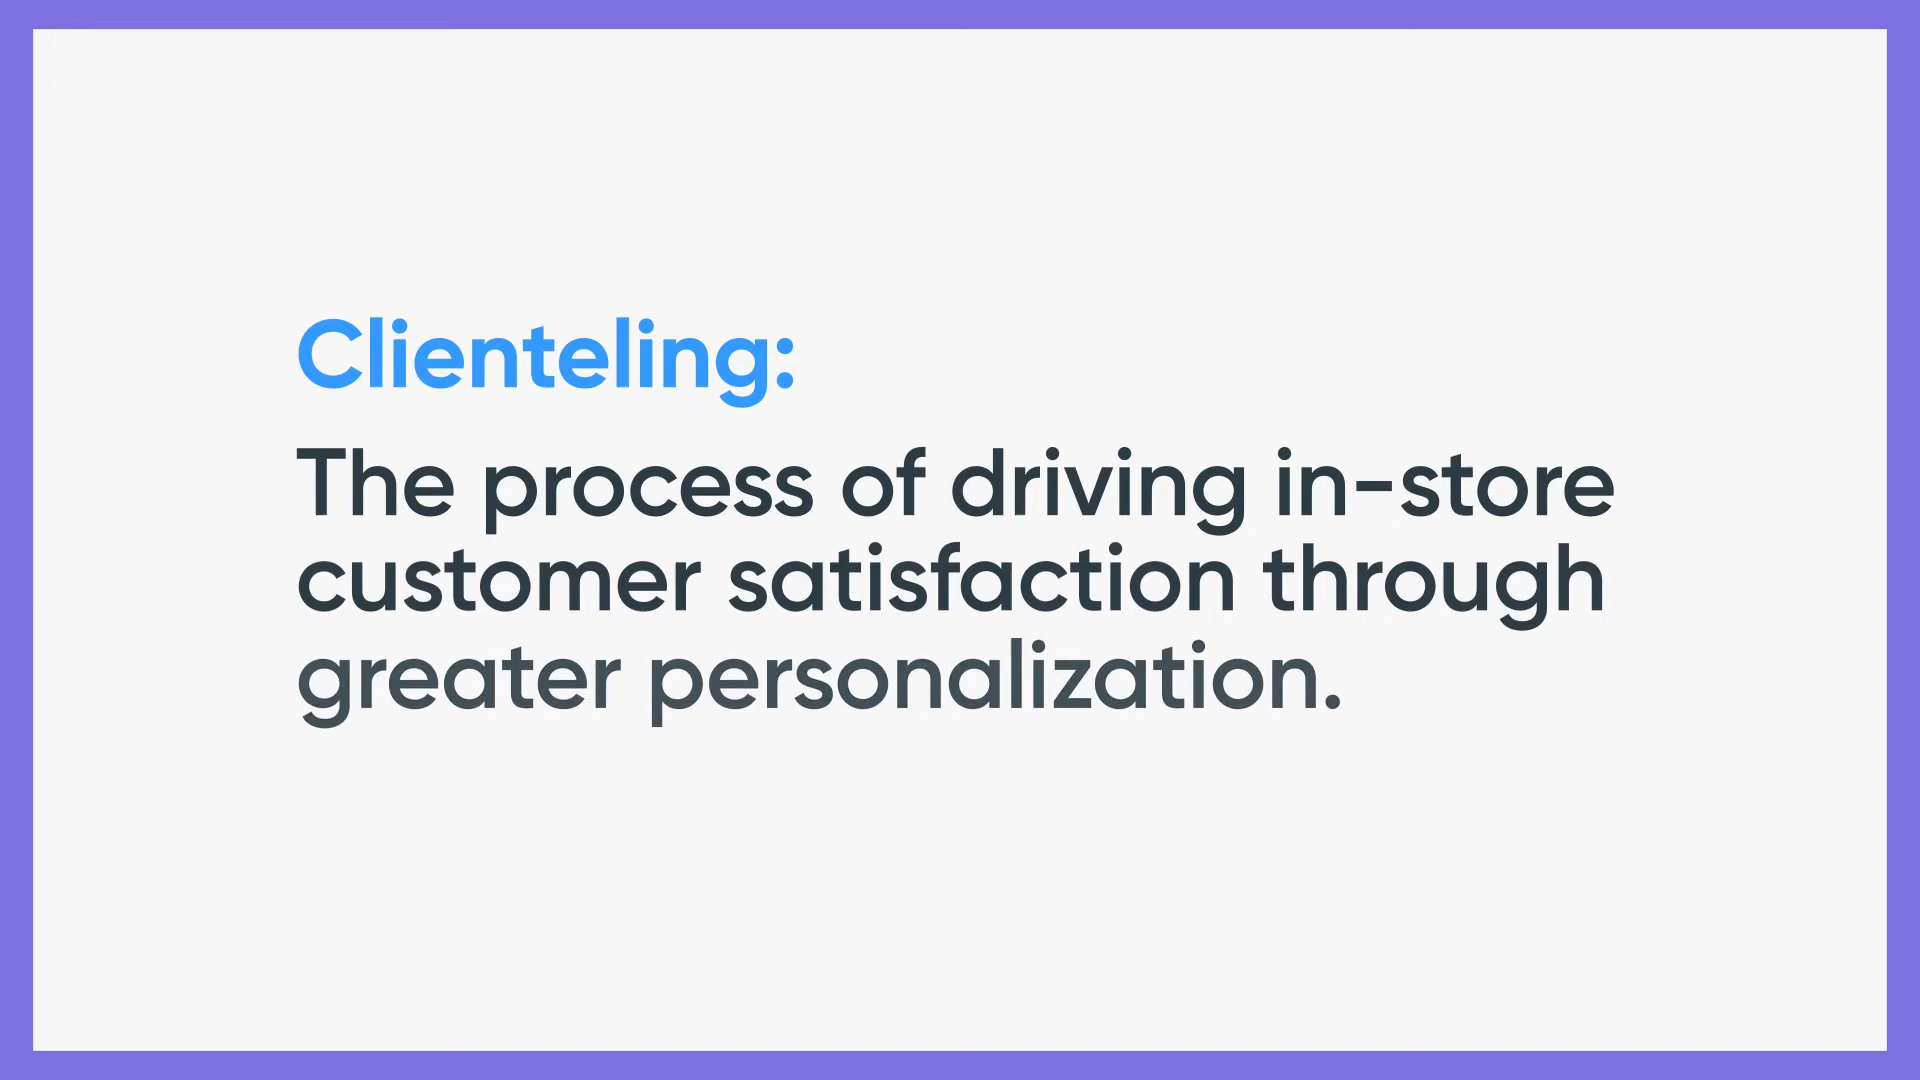 Clienteling:
The process of driving in-store
customer satisfaction through
greater personalization.